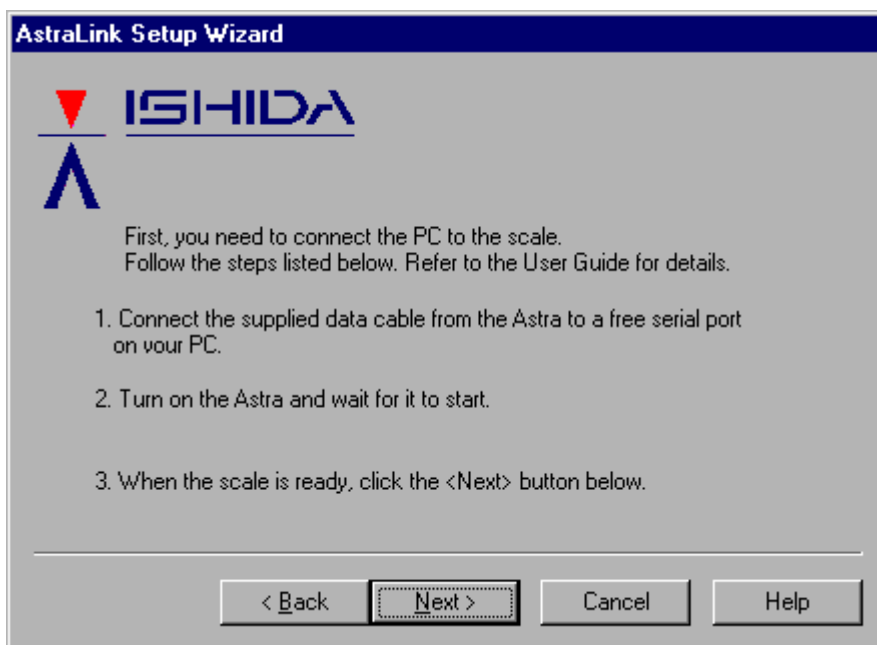 AstraLink Setup Wizard
ISHIDA
First, you need to connect the PC to the scale.
Follow the steps listed below. Refer to the User Guide for details.
1. Connect the supplied data cable from the Astra to a free serial port
on your PC.
2. Turn on the Astra and wait for it to start.
3. When the scale is ready, click the <Next> button below.
< Back
Next >
Cancel
Help